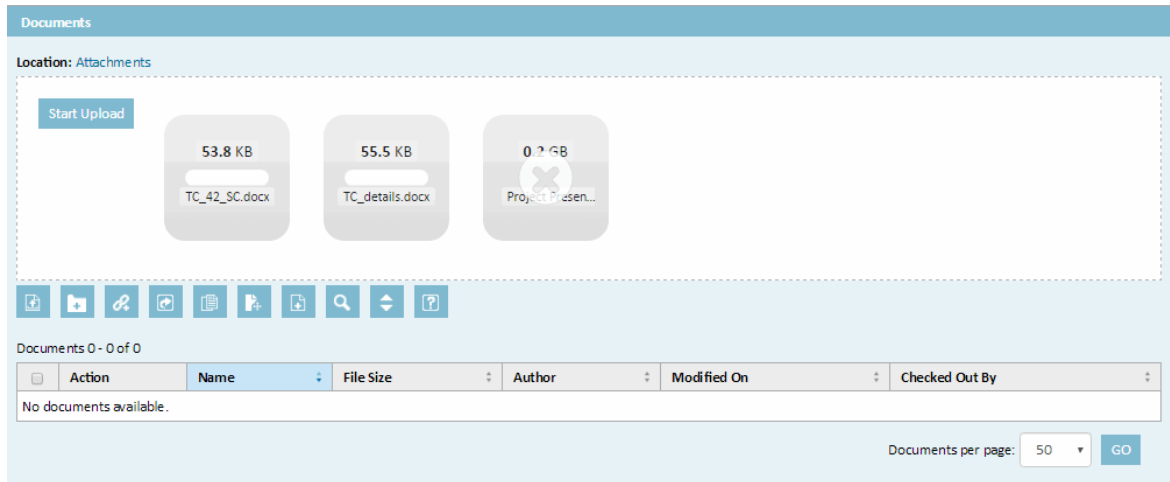 Documents
Location: Attachments
Start Upload
53.8 KB
55.5 KB
0.2 GB
TC_42_SC.docx
TC_details.docx
Project Presen...
Documents 0 - 0 of 0
Action
Name
File Size
Author
Modified On
Checked Out By
No documents available.
Documents per page:
50
GO